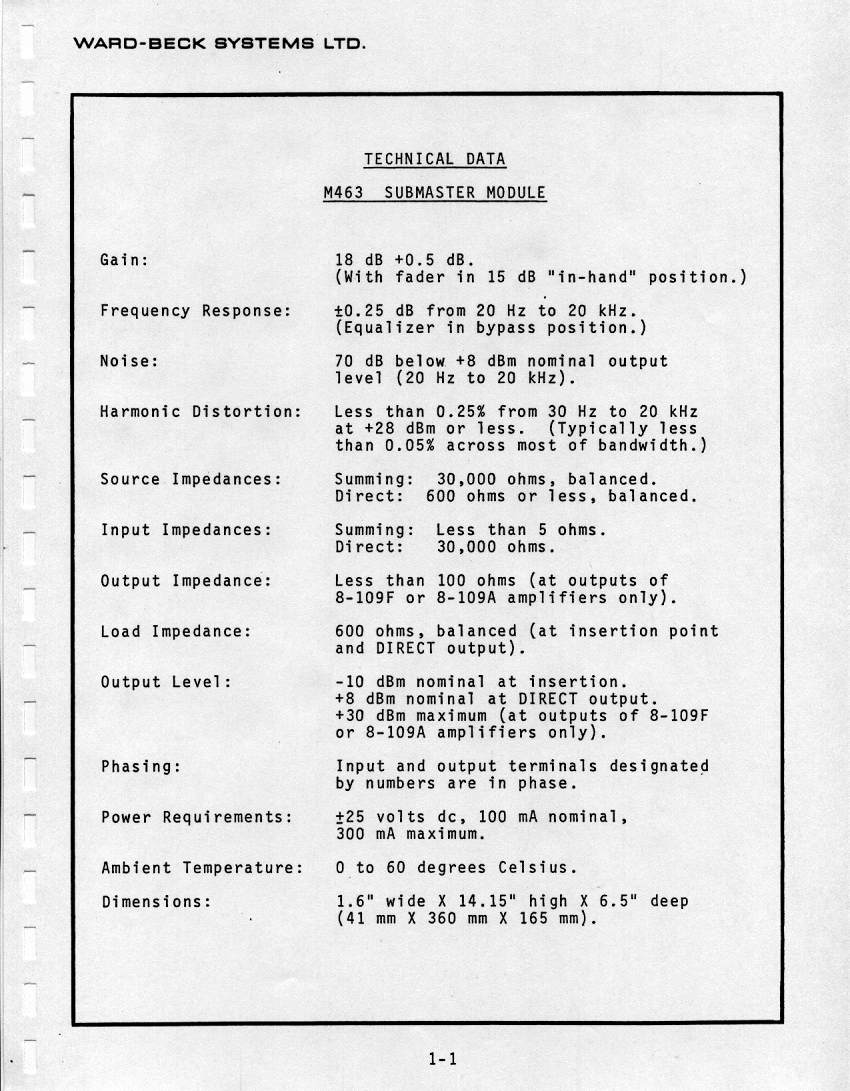 WARD-BECK SYSTEMS LTD.
TECHNICAL DATA
M463 SUBMASTER MODULE
Gain: 18 dB +0.5 dB.
(With fader in 15 dB "in-hand" position.)
Frequency Response: ±0.25 dB from 20 Hz to 20 kHz.
(Equalizer in bypass position.)
Noise: 70 dB below +8 dBm nominal output
level (20 Hz to 20 kHz).
Harmonic Distortion: Less than 0.25% from 30 Hz to 20 kHz
at +28 dBm or less. (Typically less
than 0.05% across most of bandwidth.)
Source Impedances: Summing: 30,000 ohms, balanced.
Direct: 600 ohms or less, balanced.
Input Impedances: Summing: Less than 5 ohms.
Direct: 30,000 ohms.
Output Impedance: Less than 100 ohms (at outputs of
8-109F or 8-109A amplifiers only).
Load Impedance: 600 ohms, balanced (at insertion point
and DIRECT output).
Output Level: -10 dBm nominal at insertion.
+8 dBm nominal at DIRECT output.
+30 dBm maximum (at outputs of 8-109F
or 8-109A amplifiers only).
Phasing: Input and output terminals designated
by numbers are in phase.
Power Requirements: ±25 volts dc, 100 mA nominal,
300 mA maximum.
Ambient Temperature: 0 to 60 degrees Celsius.
Dimensions: 1.6" wide X 14.15" high X 6.5" deep
(41 mm X 360 mm X 165 mm).
1-1